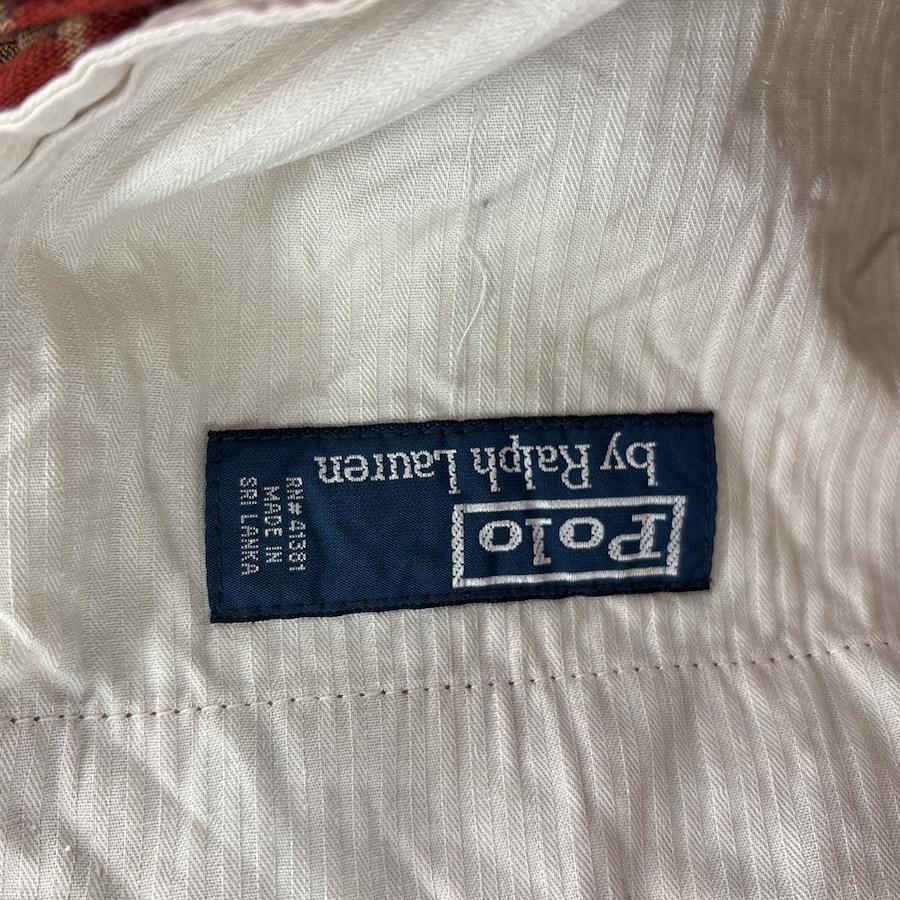 Polo
by Ralph Lauren
RN# 41381
MADE IN
SRI LANKA